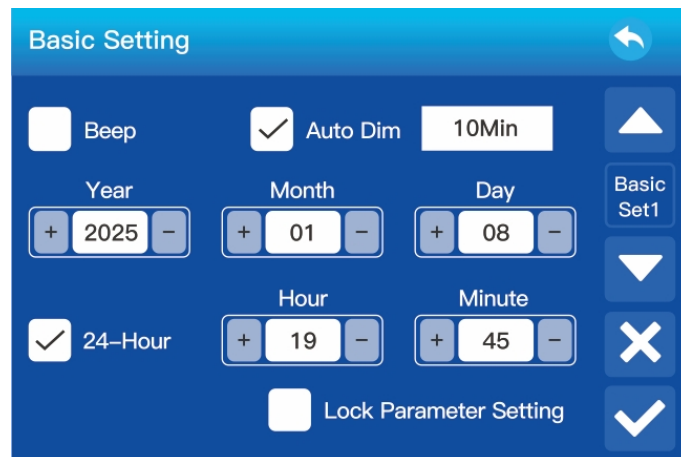 Basic Setting
Beep
Auto Dim
10Min
Year
Month
Day
Basic
Set1
+ 2025 −
+ 01 −
+ 08 −
Hour
Minute
24-Hour
+ 19 −
+ 45 −
Lock Parameter Setting